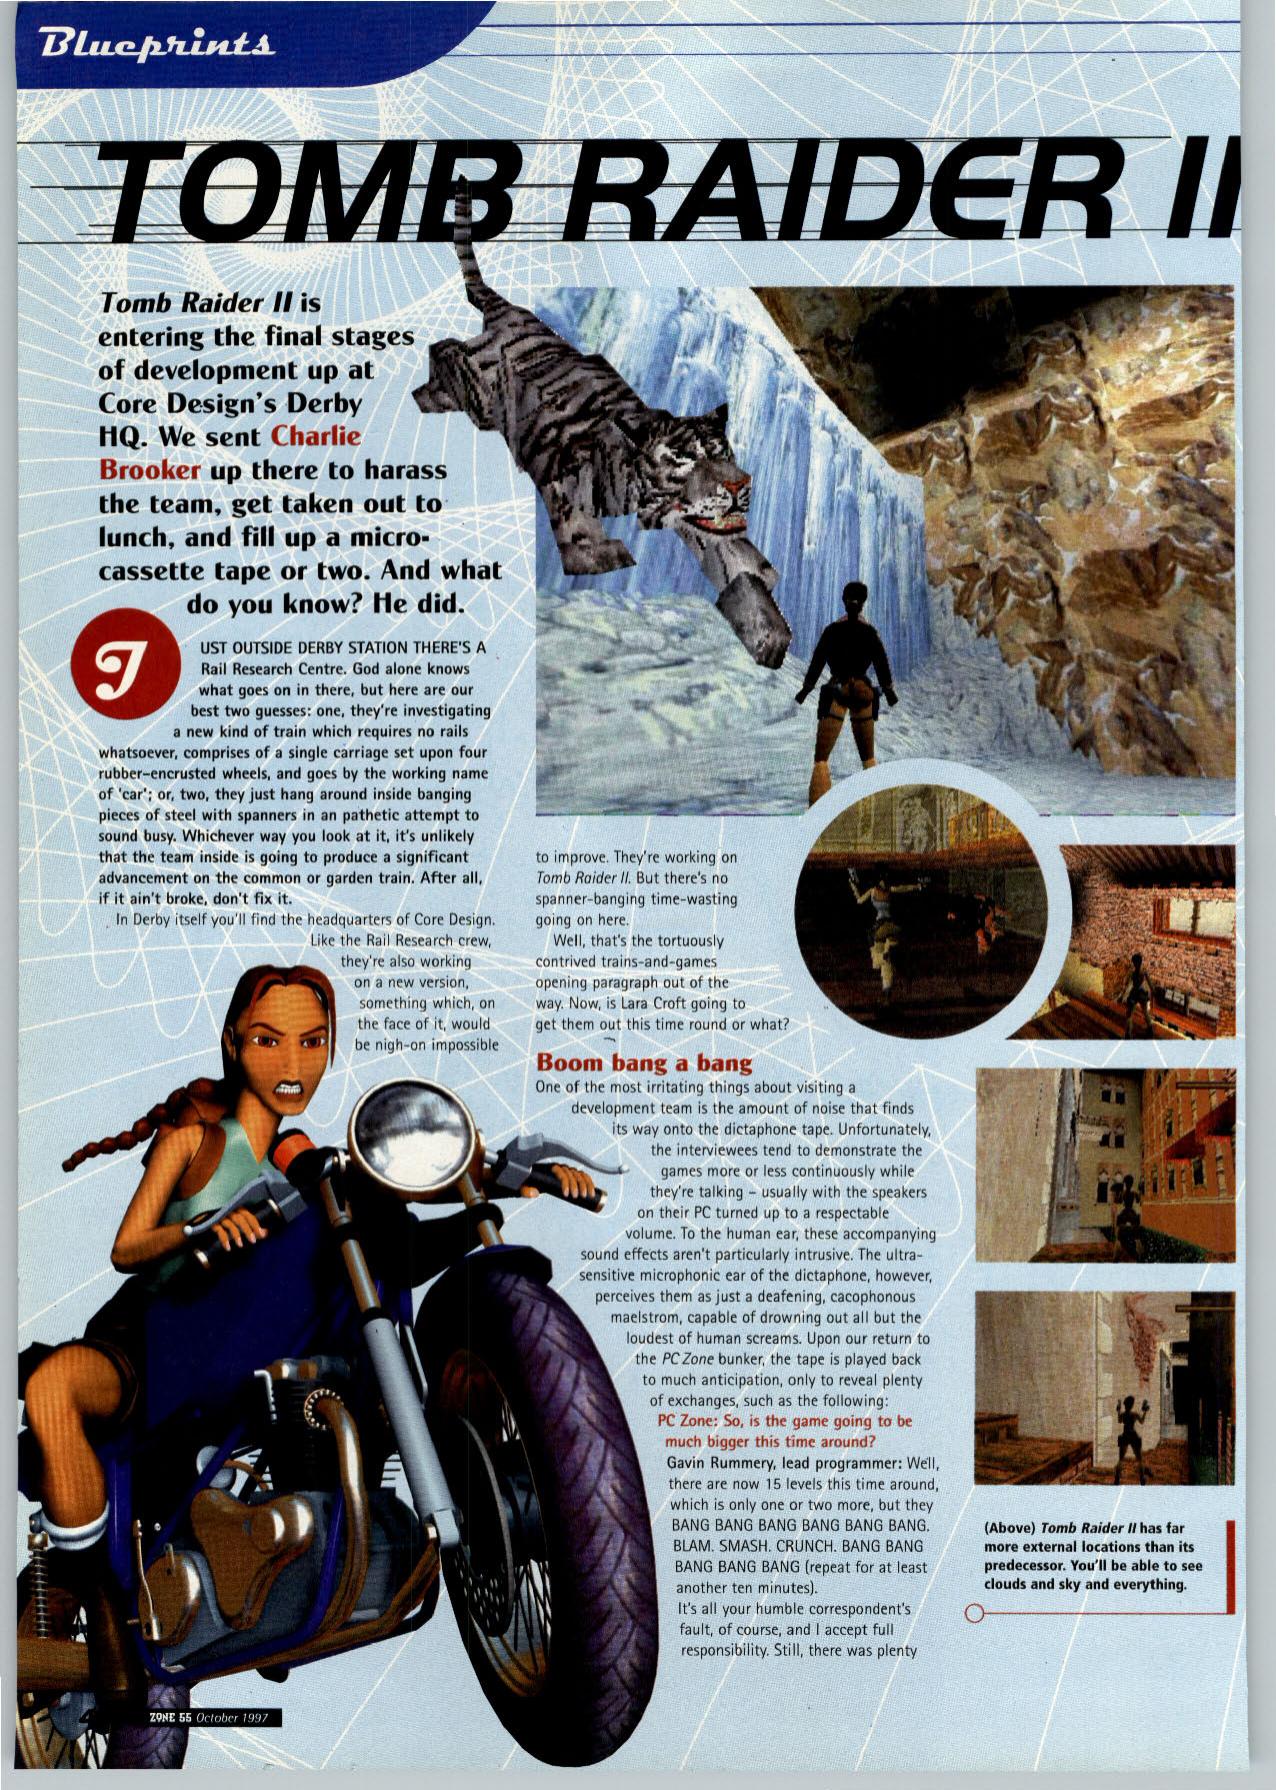 Blueprints
TOMB RAIDER II
Tomb Raider II is
entering the final stages
of development up at
Core Design's Derby
HQ. We sent Charlie
Brooker up there to harass
the team, get taken out to
lunch, and fill up a micro-
cassette tape or two. And what
do you know? He did.
J
UST OUTSIDE DERBY STATION THERE'S A
Rail Research Centre. God alone knows
what goes on in there, but here are our
best two guesses: one, they're investigating
a new kind of train which requires no rails
whatsoever, comprises of a single carriage set upon four
rubber-encrusted wheels, and goes by the working name
of 'car'; or, two, they just hang around inside banging
pieces of steel with spanners in an pathetic attempt to
sound busy. Whichever way you look at it, it's unlikely
that the team inside is going to produce a significant
advancement on the common or garden train. After all,
if it ain't broke, don't fix it.
In Derby itself you'll find the headquarters of Core Design.
Like the Rail Research crew,
they're also working
on a new version,
something which, on
the face of it, would
be nigh-on impossible
to improve. They're working on
Tomb Raider II. But there's no
spanner-banging time-wasting
going on here.
Well, that's the tortuously
contrived trains-and-games
opening paragraph out of the
way. Now, is Lara Croft going to
get them out this time round or what?
Boom bang a bang
One of the most irritating things about visiting a
development team is the amount of noise that finds
its way onto the dictaphone tape. Unfortunately,
the interviewees tend to demonstrate the
games more or less continuously while
they're talking – usually with the speakers
on their PC turned up to a respectable
volume. To the human ear, these accompanying
sound effects aren't particularly intrusive. The ultra-
sensitive microphonic ear of the dictaphone, however,
perceives them as just a deafening, cacophonous
maelstrom, capable of drowning out all but the
loudest of human screams. Upon our return to
the PC Zone bunker, the tape is played back
to much anticipation, only to reveal plenty
of exchanges, such as the following:
PC Zone: So, is the game going to be
much bigger this time around?
Gavin Rummery, lead programmer: Well,
there are now 15 levels this time around,
which is only one or two more, but they
BANG BANG BANG BANG BANG BANG.
BLAM. SMASH. CRUNCH. BANG BANG
BANG BANG BANG (repeat for at least
another ten minutes).
It's all your humble correspondent's
fault, of course, and I accept full
responsibility. Still, there was plenty
(Above) Tomb Raider II has far
more external locations than its
predecessor. You'll be able to see
clouds and sky and everything.
ZONE 55 October 1997